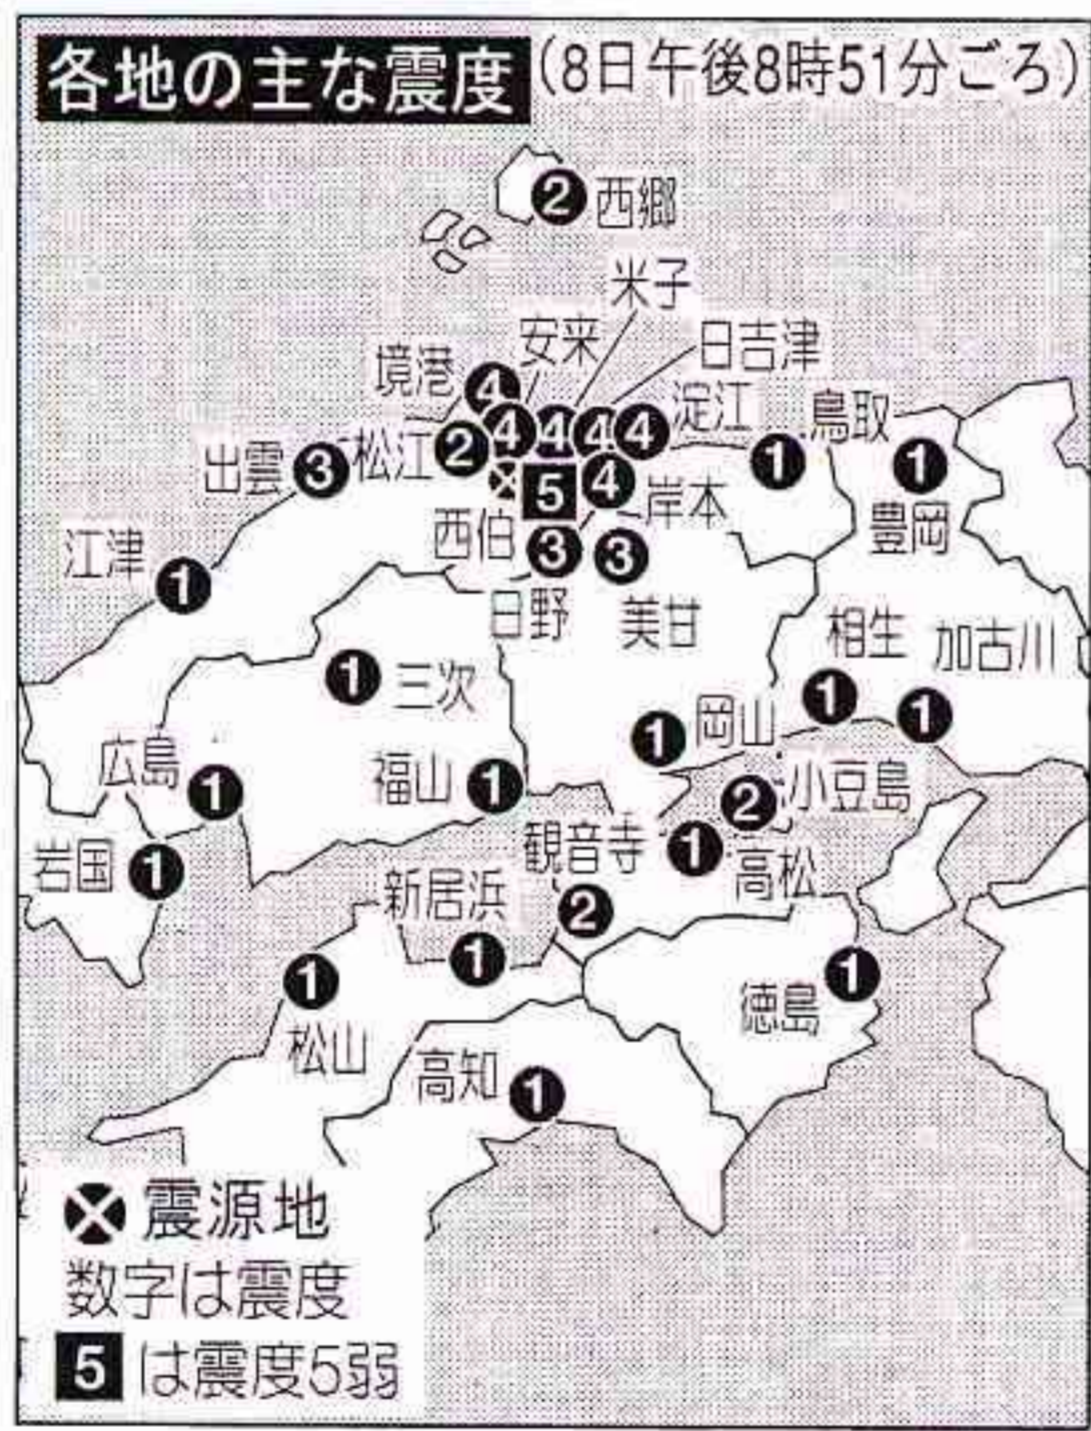 各地の主な震度(8日午後8時51分ごろ)
2 西郷
米子
安来
日吉津
境港 4
淀江
鳥取
4 4 4 4
松江 2
出雲 3
1
1
豊岡
5 4
岸本
西伯 3 3
江津 1
日野
美甘
相生
加古川
1 三次
1 1
1 岡山
広島 1
福山 1
2 小豆島
観音寺
1
高松
岩国 1
新居浜
2
1
1
松山
1
徳島
高知 1
震源地
数字は震度
5 は震度5弱